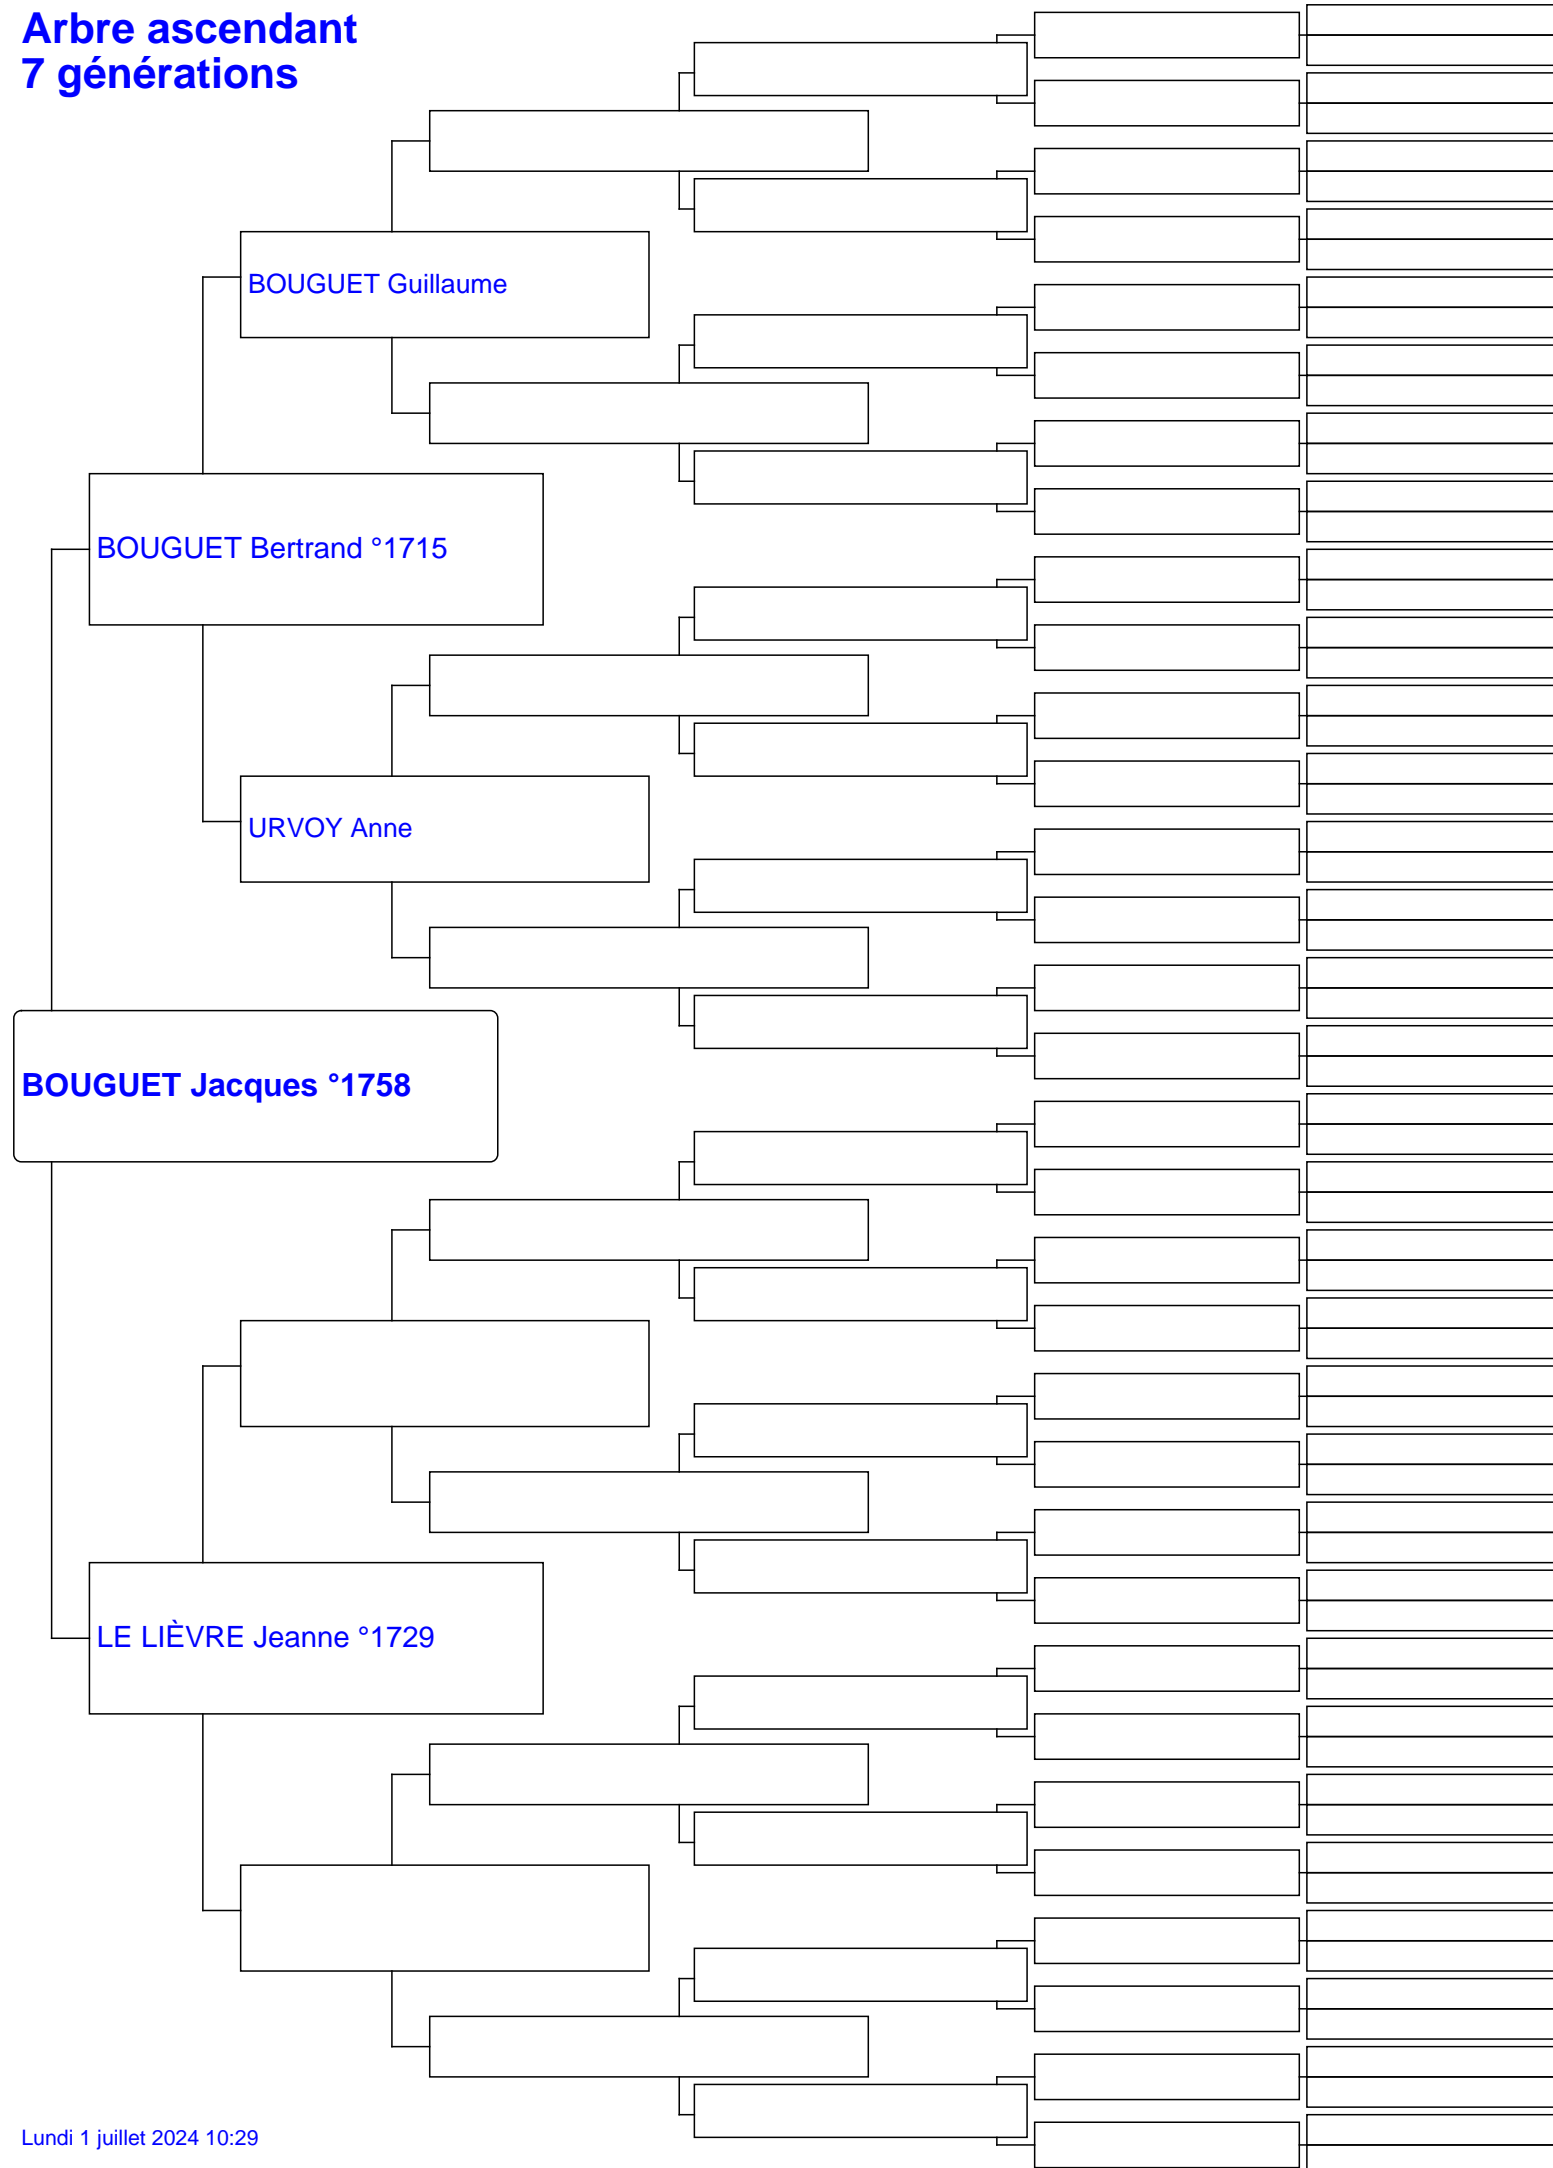 Arbre ascendant
7 générations
BOUGUET Guillaume
BOUGUET Bertrand °1715
URVOY Anne
BOUGUET Jacques °1758
LE LIÈVRE Jeanne °1729
Lundi 1 juillet 2024 10:29